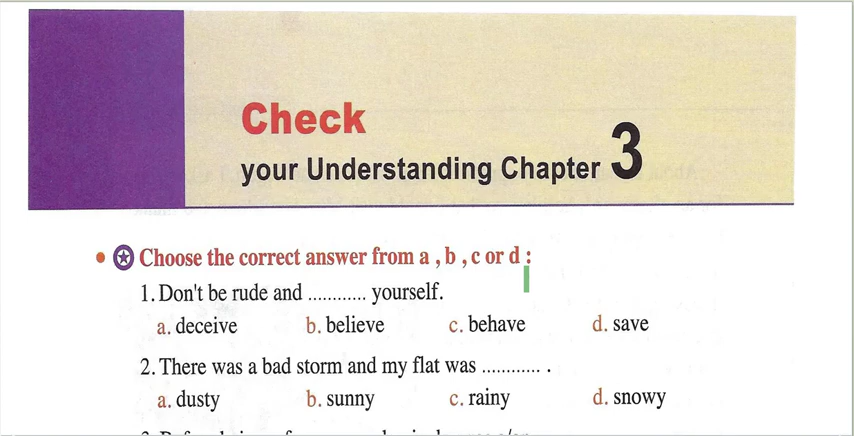 Check
your Understanding Chapter 3
Choose the correct answer from a , b , c or d :
1. Don't be rude and ............ yourself.
a. deceive b. believe c. behave d. save
2. There was a bad storm and my flat was ............ .
a. dusty b. sunny c. rainy d. snowy